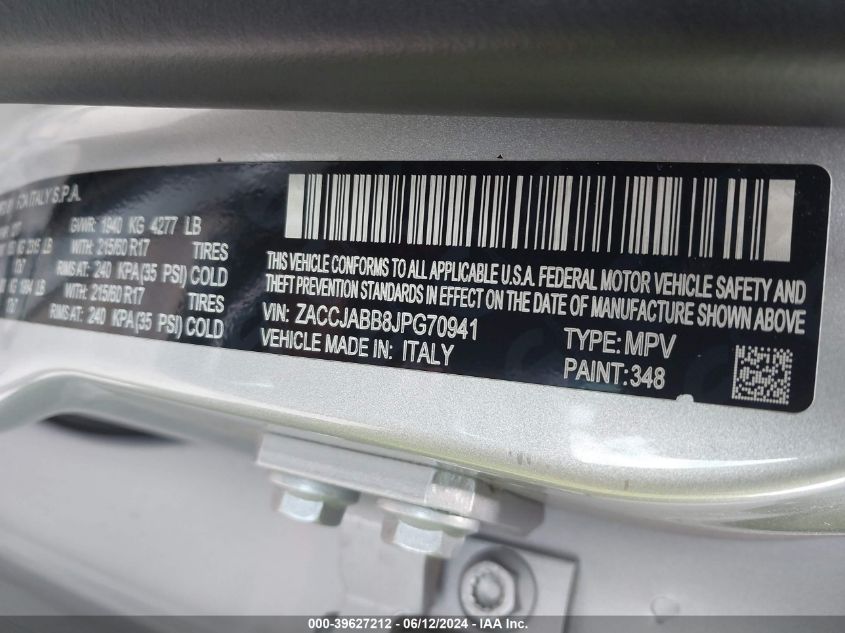 FCA ITALY S.P.A.
GVWR: 1940 KG 4277 LB
WITH: 215/60 R17 TIRES
RIMS AT: 240 KPA(35 PSI) COLD
WITH: 215/60 R17 TIRES
RIMS AT: 240 KPA(35 PSI) COLD
THIS VEHICLE CONFORMS TO ALL APPLICABLE U.S.A. FEDERAL MOTOR VEHICLE SAFETY AND
THEFT PREVENTION STANDARDS IN EFFECT ON THE DATE OF MANUFACTURE SHOWN ABOVE
VIN: ZACCJABB8JPG70941
VEHICLE MADE IN: ITALY
TYPE: MPV
PAINT: 348
000-39627212 - 06/12/2024 - IAA Inc.